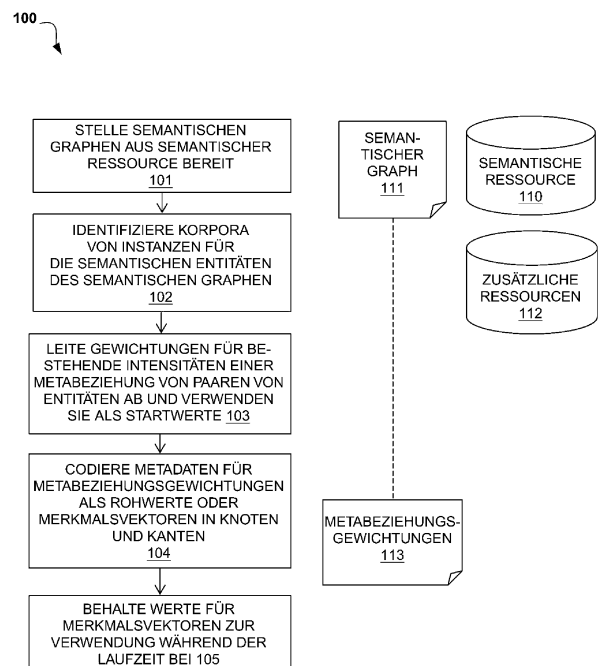 100
STELLE SEMANTISCHEN
GRAPHEN AUS SEMANTISCHER
RESSOURCE BEREIT
101
IDENTIFIZIERE KORPORA
VON INSTANZEN FÜR
DIE SEMANTISCHEN ENTITÄTEN
DES SEMANTISCHEN GRAPHEN
102
LEITE GEWICHTUNGEN FÜR BE-
STEHENDE INTENSITÄTEN EINER
METABEZIEHUNG VON PAAREN VON
ENTITÄTEN AB UND VERWENDEN
SIE ALS STARTWERTE 103
CODIERE METADATEN FÜR
METABEZIEHUNGSGEWICHTUNGEN
ALS ROHWERTE ODER
MERKMALSVEKTOREN IN KNOTEN
UND KANTEN
104
BEHALTE WERTE FÜR
MERKMALSVEKTOREN ZUR
VERWENDUNG WÄHREND DER
LAUFZEIT BEI 105
SEMAN-
TISCHER
GRAPH
111
SEMANTISCHE
RESSOURCE
110
ZUSÄTZLICHE
RESSOURCEN
112
METABEZIEHUNGS-
GEWICHTUNGEN
113